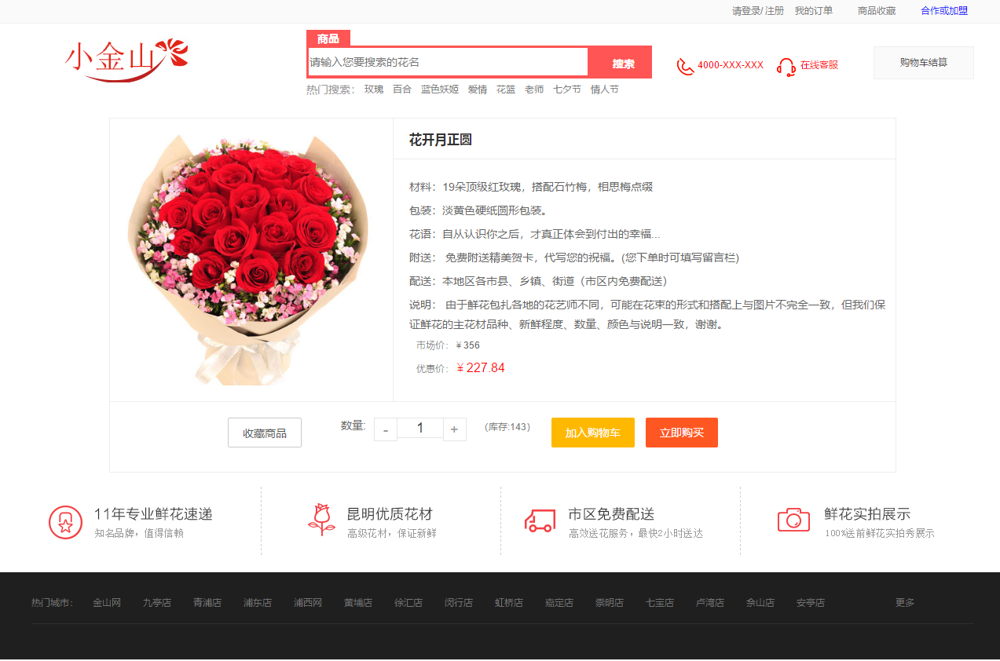 请登录/ 注册 我的订单 商品收藏 合作或加盟
小金山
商品
请输入您要搜索的花名 搜索
4000-XXX-XXX 在线客服 购物车结算
热门搜索： 玫瑰 百合 蓝色妖姬 爱情 花篮 老师 七夕节 情人节
花开月正圆
材料：19朵顶级红玫瑰，搭配石竹梅，相思梅点缀
包装：淡黄色硬纸圆形包装。
花语：自从认识你之后，才真正体会到付出的幸福...
附送： 免费附送精美贺卡，代写您的祝福。(您下单时可填写留言栏)
配送：本地区各市县、乡镇、街道（市区内免费配送）
说明： 由于鲜花包扎各地的花艺师不同，可能在花束的形式和搭配上与图片不完全一致，但我们保
证鲜花的主花材品种、新鲜程度、数量、颜色与说明一致，谢谢。
市场价： ￥356
优惠价： ￥227.84
收藏商品 数量: - 1 + （库存:143） 加入购物车 立即购买
11年专业鲜花速递
知名品牌，值得信赖
昆明优质花材
高级花材，保证新鲜
市区免费配送
高效送花服务，最快2小时送达
鲜花实拍展示
100%送前鲜花实拍秀展示
热门城市： 金山网 九亭店 青浦店 浦东店 浦西网 黄埔店 徐汇店 闵行店 虹桥店 嘉定店 崇明店 七宝店 卢湾店 佘山店 安亭店 更多